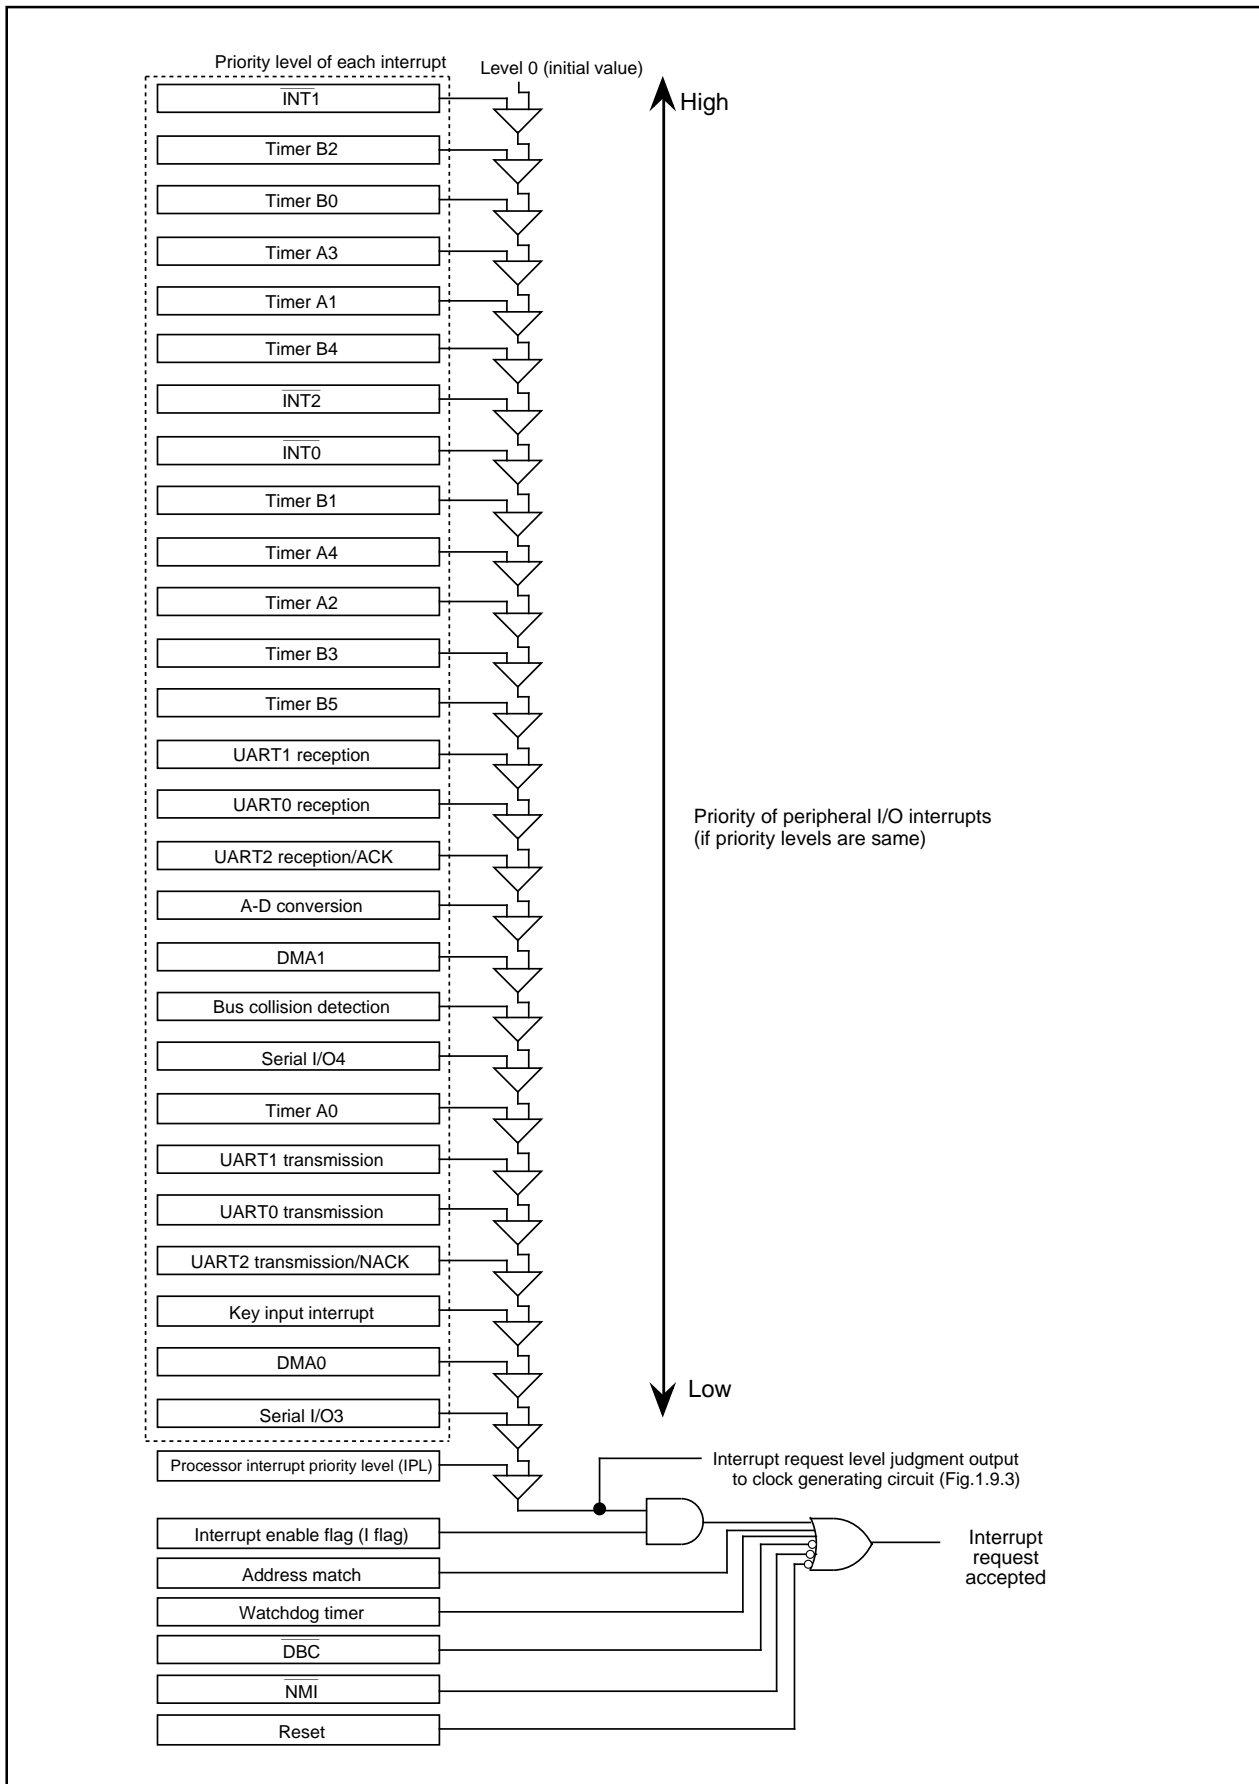 Priority level of each interrupt
Level 0 (initial value)
INT1
High
Timer B2
Timer B0
Timer A3
Timer A1
Timer B4
INT2
INT0
Timer B1
Timer A4
Timer A2
Timer B3
Timer B5
UART1 reception
UART0 reception
Priority of peripheral I/O interrupts
(if priority levels are same)
UART2 reception/ACK
A-D conversion
DMA1
Bus collision detection
Serial I/O4
Timer A0
UART1 transmission
UART0 transmission
UART2 transmission/NACK
Key input interrupt
DMA0
Low
Serial I/O3
Processor interrupt priority level (IPL)
Interrupt request level judgment output
to clock generating circuit (Fig.1.9.3)
Interrupt enable flag (I flag)
Interrupt
request
accepted
Address match
Watchdog timer
DBC
NMI
Reset